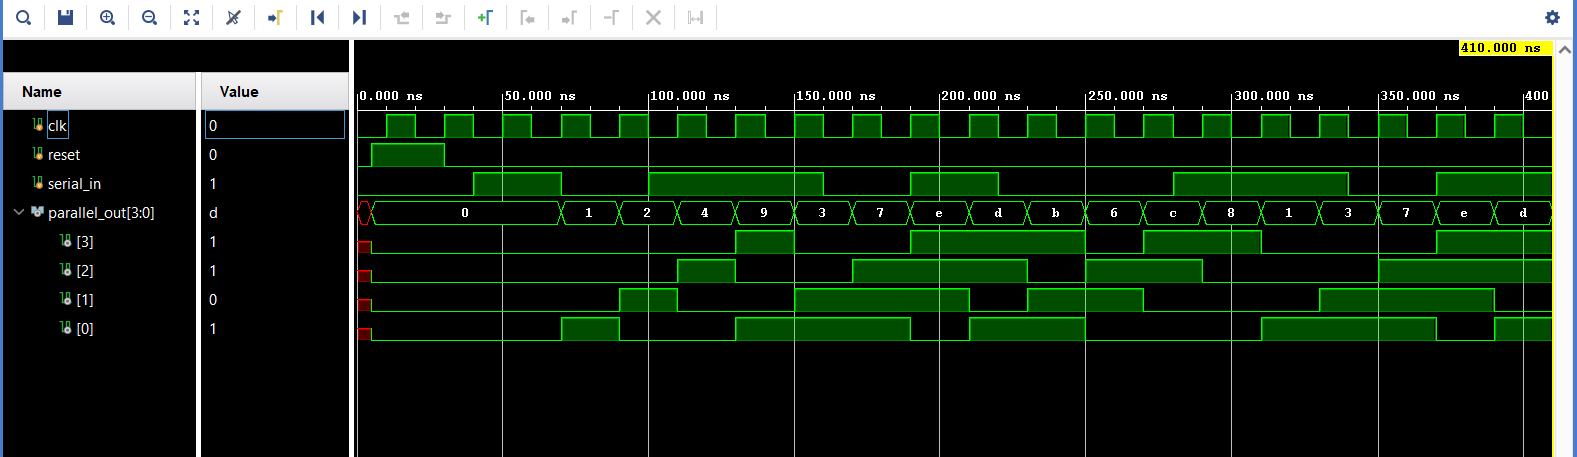 410.000 ns
Name Value 0.000 ns 50.000 ns 100.000 ns 150.000 ns 200.000 ns 250.000 ns 300.000 ns 350.000 ns 400
clk 0
reset 0
serial_in 1
parallel_out[3:0] d 0 1 2 4 9 3 7 e d b 6 c 8 1 3 7 e d
[3] 1
[2] 1
[1] 0
[0] 1